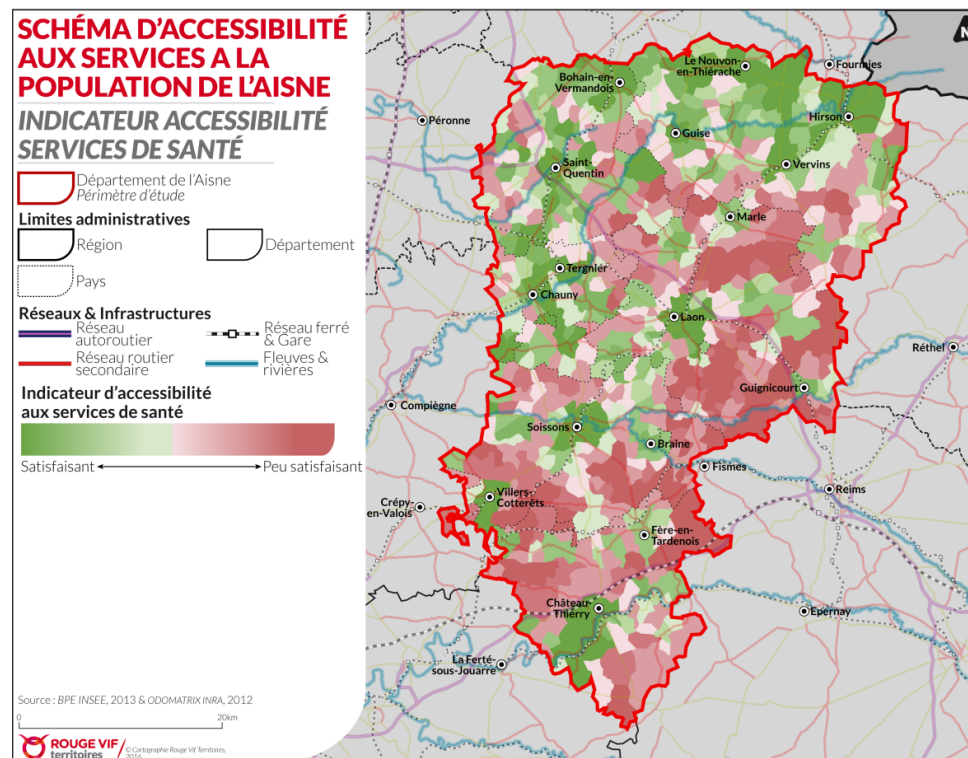 SCHÉMA D'ACCESSIBILITÉ
AUX SERVICES A LA
POPULATION DE L'AISNE
INDICATEUR ACCESSIBILITÉ
SERVICES DE SANTÉ
Département de l'Aisne
Périmètre d'étude
Limites administratives
Région
Département
Pays
Réseaux & Infrastructures
Réseau
autoroutier
Réseau ferré
& Gare
Réseau routier
secondaire
Fleuves &
rivières
Indicateur d'accessibilité
aux services de santé
Satisfaisant
Peu satisfaisant
Source : BPE INSEE, 2013 & ODOMATRIX INRA, 2012
0
20km
ROUGE VIF
territoires
© Cartographie Rouge Vif Territoires,
2016
N
Le Nouvon-
en-Thiérache
Fourmies
Bohain-en-
Vermandois
Péronne
Hirson
Guise
Saint-
Quentin
Vervins
Marle
Tergnier
Chauny
Laon
Réthel
Guignicourt
Compiègne
Soissons
Braine
Fismes
Reims
Villers-
Cotterêts
Crépy-
en-Valois
Fère-en-
Tardenois
Château
Thierry
Epernay
La Ferté-
sous-Jouarre